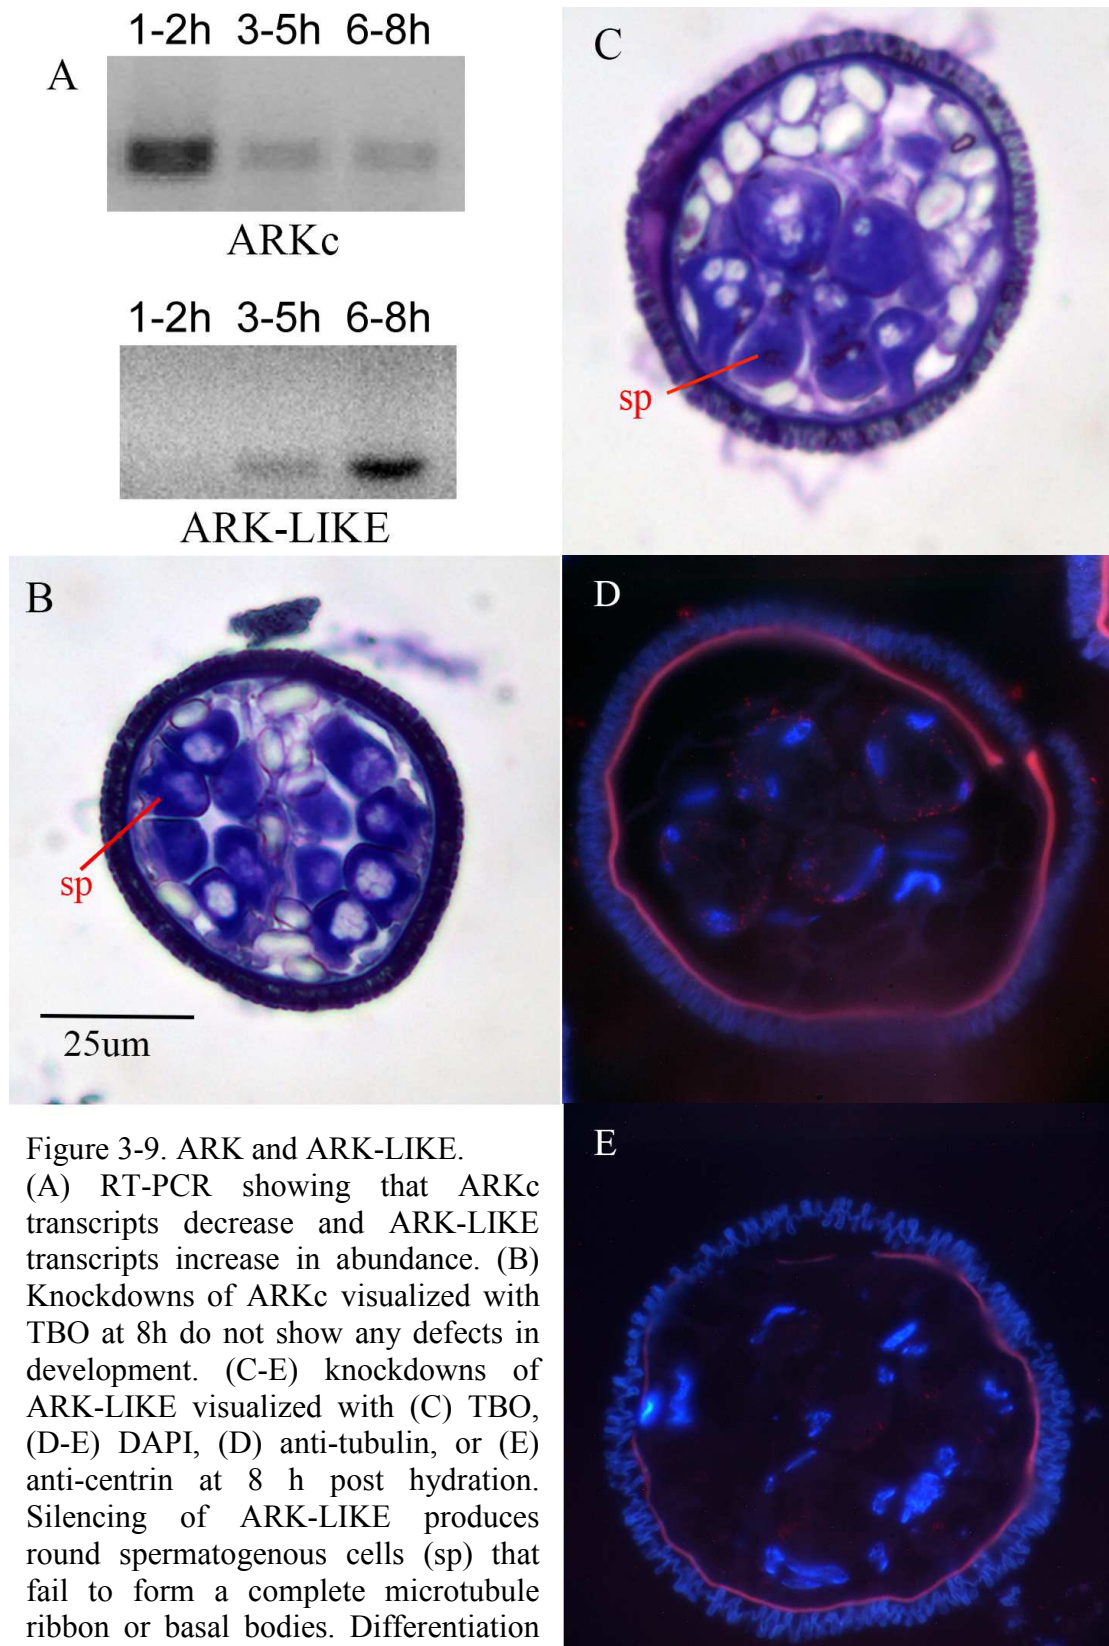 1-2h 3-5h 6-8h
A
ARKc
1-2h 3-5h 6-8h
ARK-LIKE
C
sp
B
sp
25um
D
E
Figure 3-9. ARK and ARK-LIKE.
(A) RT-PCR showing that ARKc
transcripts decrease and ARK-LIKE
transcripts increase in abundance. (B)
Knockdowns of ARKc visualized with
TBO at 8h do not show any defects in
development. (C-E) knockdowns of
ARK-LIKE visualized with (C) TBO,
(D-E) DAPI, (D) anti-tubulin, or (E)
anti-centrin at 8 h post hydration.
Silencing of ARK-LIKE produces
round spermatogenous cells (sp) that
fail to form a complete microtubule
ribbon or basal bodies. Differentiation